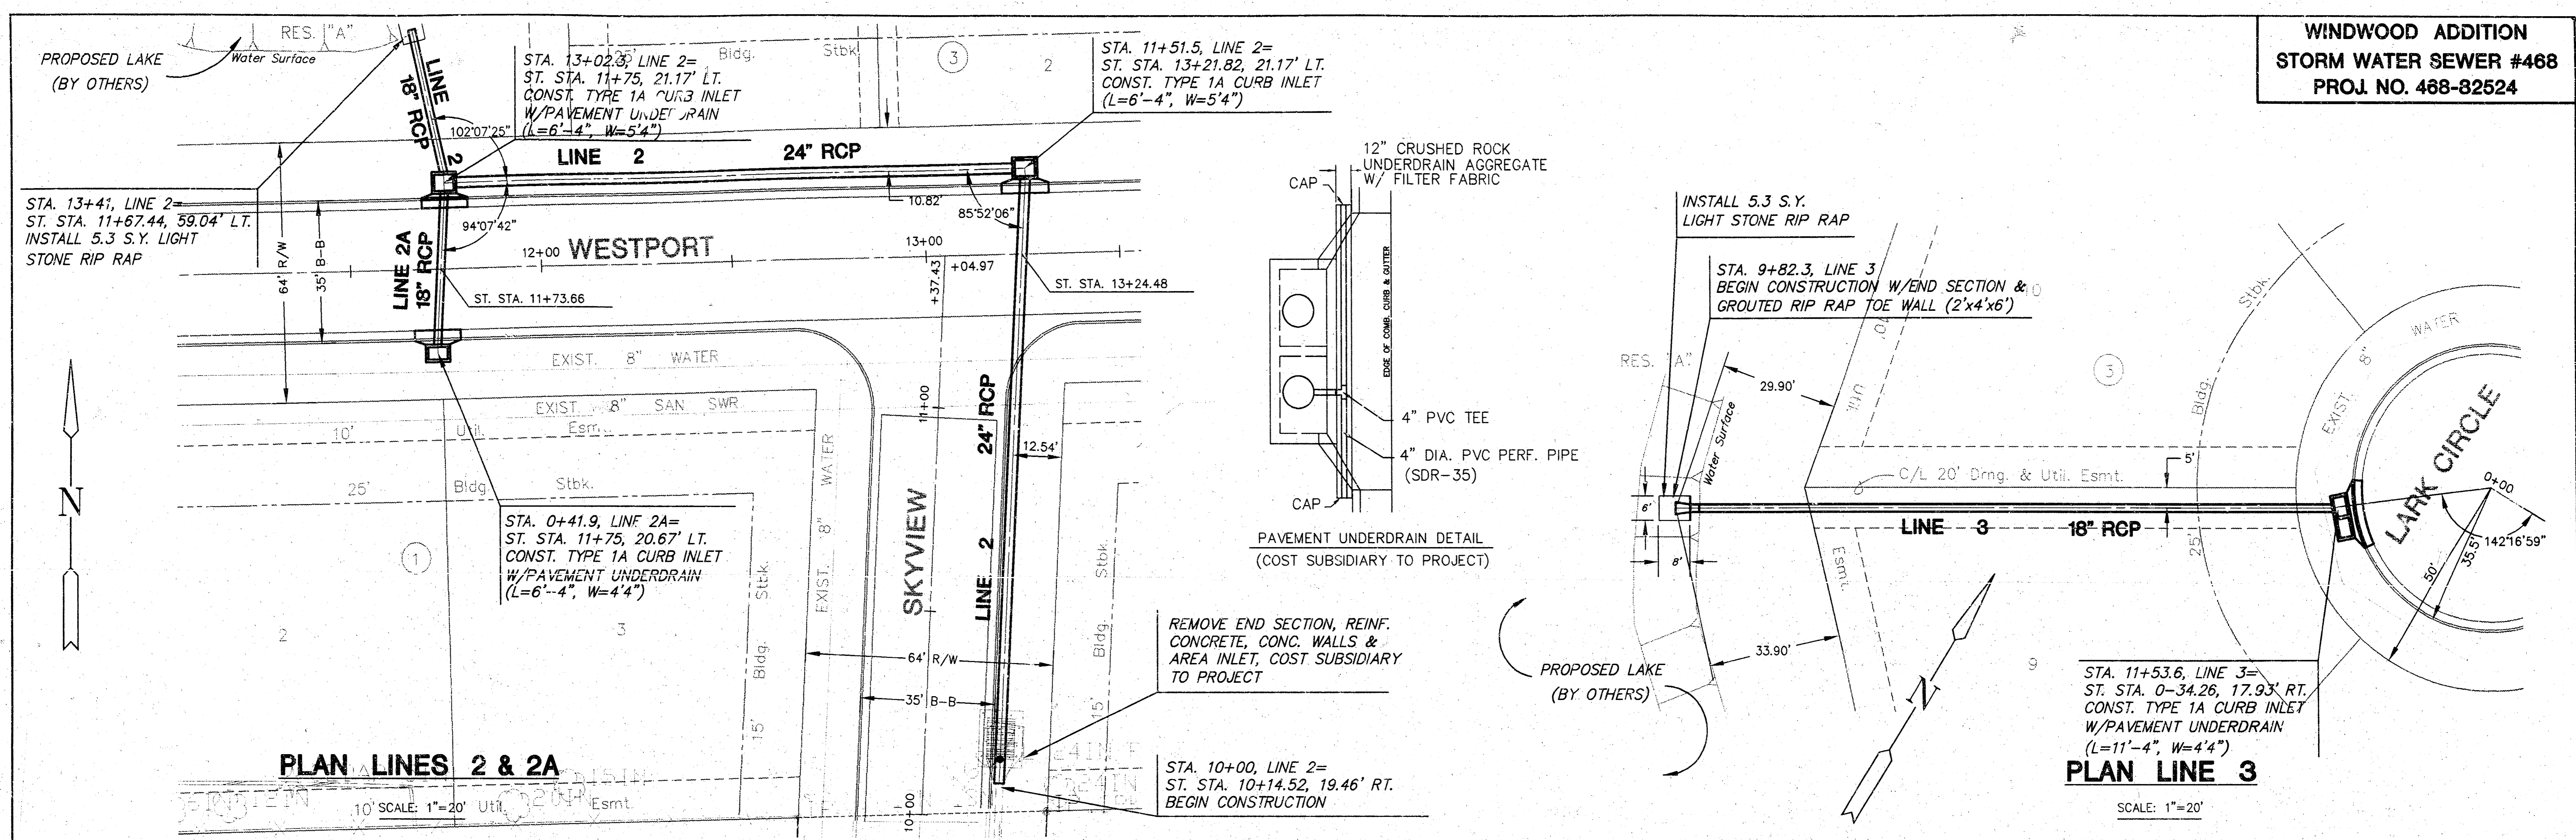 WINDWOOD ADDITION
STORM WATER SEWER #468
PROJ. NO. 468-82524
RES. "A"
Water Surface
PROPOSED LAKE
(BY OTHERS)
LINE 2
18" RCP
102°07'25"
STA. 13+02.3, LINE 2=
ST. STA. 11+75, 21.17' LT.
CONST. TYPE 1A CURB INLET
W/PAVEMENT UNDERDRAIN
(L=6'-4", W=5'4")
25'
Bldg.
Stbk.
3
2
STA. 11+51.5, LINE 2=
ST. STA. 13+21.82, 21.17' LT.
CONST. TYPE 1A CURB INLET
(L=6'-4", W=5'4")
LINE 2
24" RCP
STA. 13+41, LINE 2=
ST. STA. 11+67.44, 59.04' LT.
INSTALL 5.3 S.Y. LIGHT
STONE RIP RAP
64' R/W
35' B-B
LINE 2A
18" RCP
94°07'42"
10.82'
85°52'06"
12+00
WESTPORT
13+00
+37.43
+04.97
ST. STA. 11+73.66
ST. STA. 13+24.48
EXIST. 8" WATER
EXIST 8" SAN SWR
10'
Util.
Esmt.
25'
Bldg.
Stbk.
11+00
EXIST. 8" WATER
SKYVIEW
LINE 2
24" RCP
12.54'
N
STA. 0+41.9, LINE 2A=
ST. STA. 11+75, 20.67' LT.
CONST. TYPE 1A CURB INLET
W/PAVEMENT UNDERDRAIN
(L=6'-4", W=4'4")
1
2
3
15'
Bldg.
Stbk.
64' R/W
35' B-B
15'
Bldg.
Stbk.
REMOVE END SECTION, REINF.
CONCRETE, CONC. WALLS &
AREA INLET, COST SUBSIDIARY
TO PROJECT
STA. 10+00, LINE 2=
ST. STA. 10+14.52, 19.46' RT.
BEGIN CONSTRUCTION
10+00
PLAN LINES 2 & 2A
SCALE: 1"=20'
10'
Util.
Esmt.
12" CRUSHED ROCK
UNDERDRAIN AGGREGATE
W/ FILTER FABRIC
CAP
EDGE OF COMB. CURB & GUTTER
4" PVC TEE
4" DIA. PVC PERF. PIPE
(SDR-35)
CAP
PAVEMENT UNDERDRAIN DETAIL
(COST SUBSIDIARY TO PROJECT)
INSTALL 5.3 S.Y.
LIGHT STONE RIP RAP
STA. 9+82.3, LINE 3
BEGIN CONSTRUCTION W/END SECTION &
GROUTED RIP RAP TOE WALL (2'x4'x6')
10
RES. "A"
Water Surface
29.90'
10'
Util.
3
Bldg.
Stbk.
EXIST. 8" WATER
C/L 20' Drng. & Util. Esmt.
5'
6'
8'
LINE 3
18" RCP
25'
LARK CIRCLE
0+00
142°16'59"
35.5'
50'
Esmt.
33.90'
PROPOSED LAKE
(BY OTHERS)
N
9
STA. 11+53.6, LINE 3=
ST. STA. 0-34.26, 17.93' RT.
CONST. TYPE 1A CURB INLET
W/PAVEMENT UNDERDRAIN
(L=11'-4", W=4'4")
PLAN LINE 3
SCALE: 1"=20'